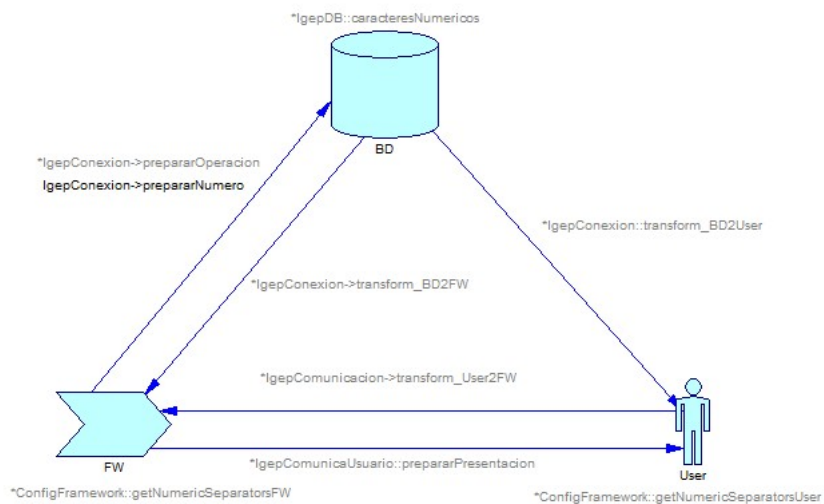 *IgepDB::caracteresNumericos
BD
*IgepConexion->prepararOperacion
IgepConexion->prepararNumero
*IgepConexion::transform_BD2User
*IgepConexion->transform_BD2FW
*IgepComunicacion->transform_User2FW
*IgepComunicaUsuario::prepararPresentacion
FW
User
*ConfigFramework::getNumericSeparatorsFW
*ConfigFramework::getNumericSeparatorsUser